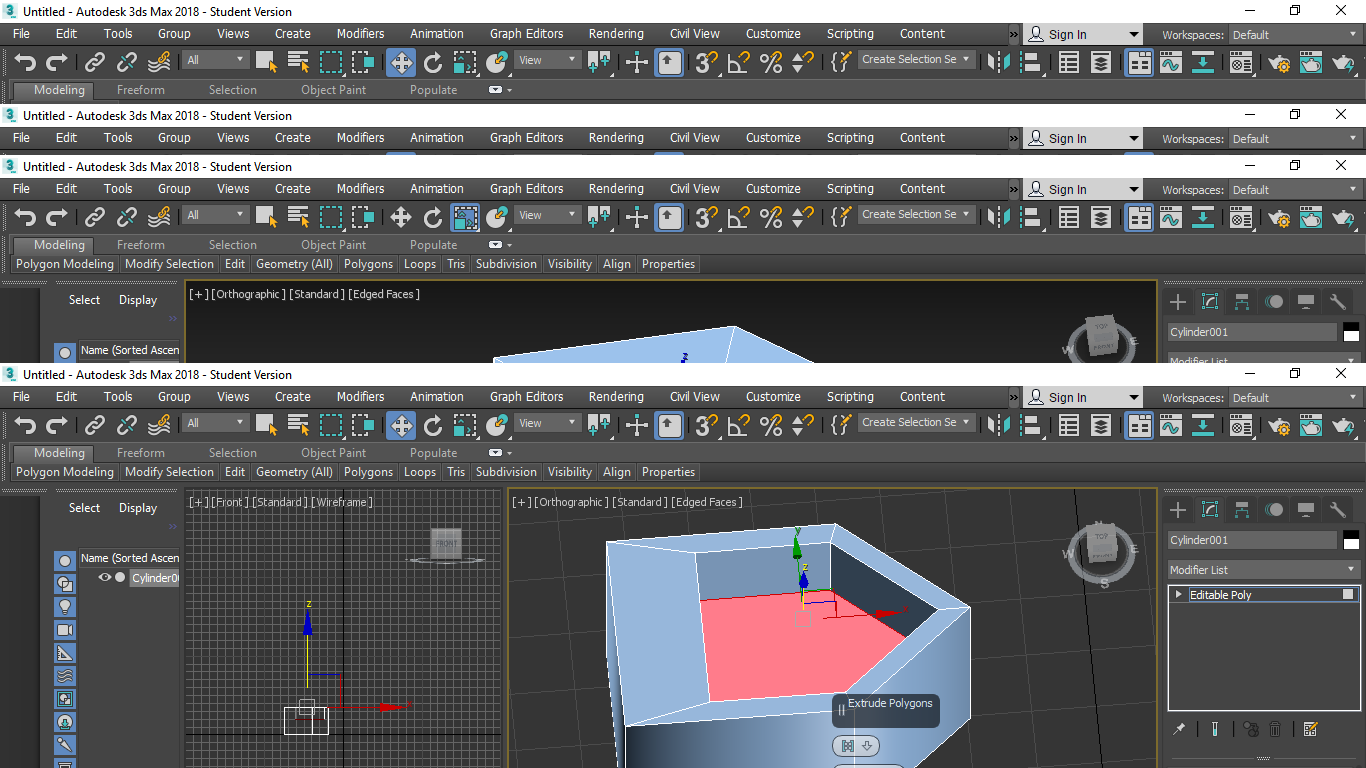 Untitled - Autodesk 3ds Max 2018 - Student Version
File Edit Tools Group Views Create Modifiers Animation Graph Editors Rendering Civil View Customize Scripting Content » Sign In Workspaces: Default
All View Create Selection Se
Modeling Freeform Selection Object Paint Populate
Untitled - Autodesk 3ds Max 2018 - Student Version
File Edit Tools Group Views Create Modifiers Animation Graph Editors Rendering Civil View Customize Scripting Content » Sign In Workspaces: Default
Untitled - Autodesk 3ds Max 2018 - Student Version
File Edit Tools Group Views Create Modifiers Animation Graph Editors Rendering Civil View Customize Scripting Content » Sign In Workspaces: Default
All View Create Selection Se
Modeling Freeform Selection Object Paint Populate
Polygon Modeling Modify Selection Edit Geometry (All) Polygons Loops Tris Subdivision Visibility Align Properties
Select Display [+] [Orthographic] [Standard] [Edged Faces]
»
TOP
FRONT
W E
Cylinder001
Name (Sorted Ascen z Modifier List
Untitled - Autodesk 3ds Max 2018 - Student Version
File Edit Tools Group Views Create Modifiers Animation Graph Editors Rendering Civil View Customize Scripting Content » Sign In Workspaces: Default
All View Create Selection Se
Modeling Freeform Selection Object Paint Populate
Polygon Modeling Modify Selection Edit Geometry (All) Polygons Loops Tris Subdivision Visibility Align Properties
Select Display [+] [Front] [Standard] [Wireframe] [+] [Orthographic] [Standard] [Edged Faces]
»
FRONT TOP
W E
S
Cylinder001
Name (Sorted Ascen Modifier List
Cylinder00 Editable Poly
z y z
Extrude Polygons